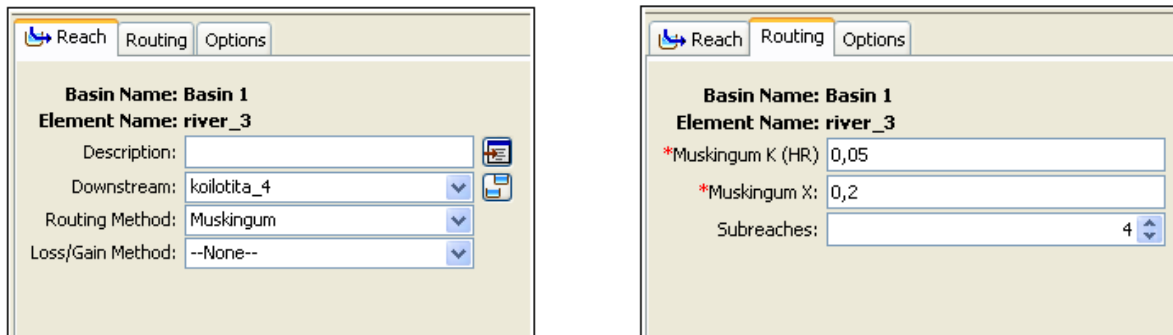 Reach Routing Options
Basin Name: Basin 1
Element Name: river_3
Description:
Downstream: koilotita_4
Routing Method: Muskingum
Loss/Gain Method: --None--
Reach Routing Options
Basin Name: Basin 1
Element Name: river_3
*Muskingum K (HR) 0,05
*Muskingum X: 0,2
Subreaches: 4